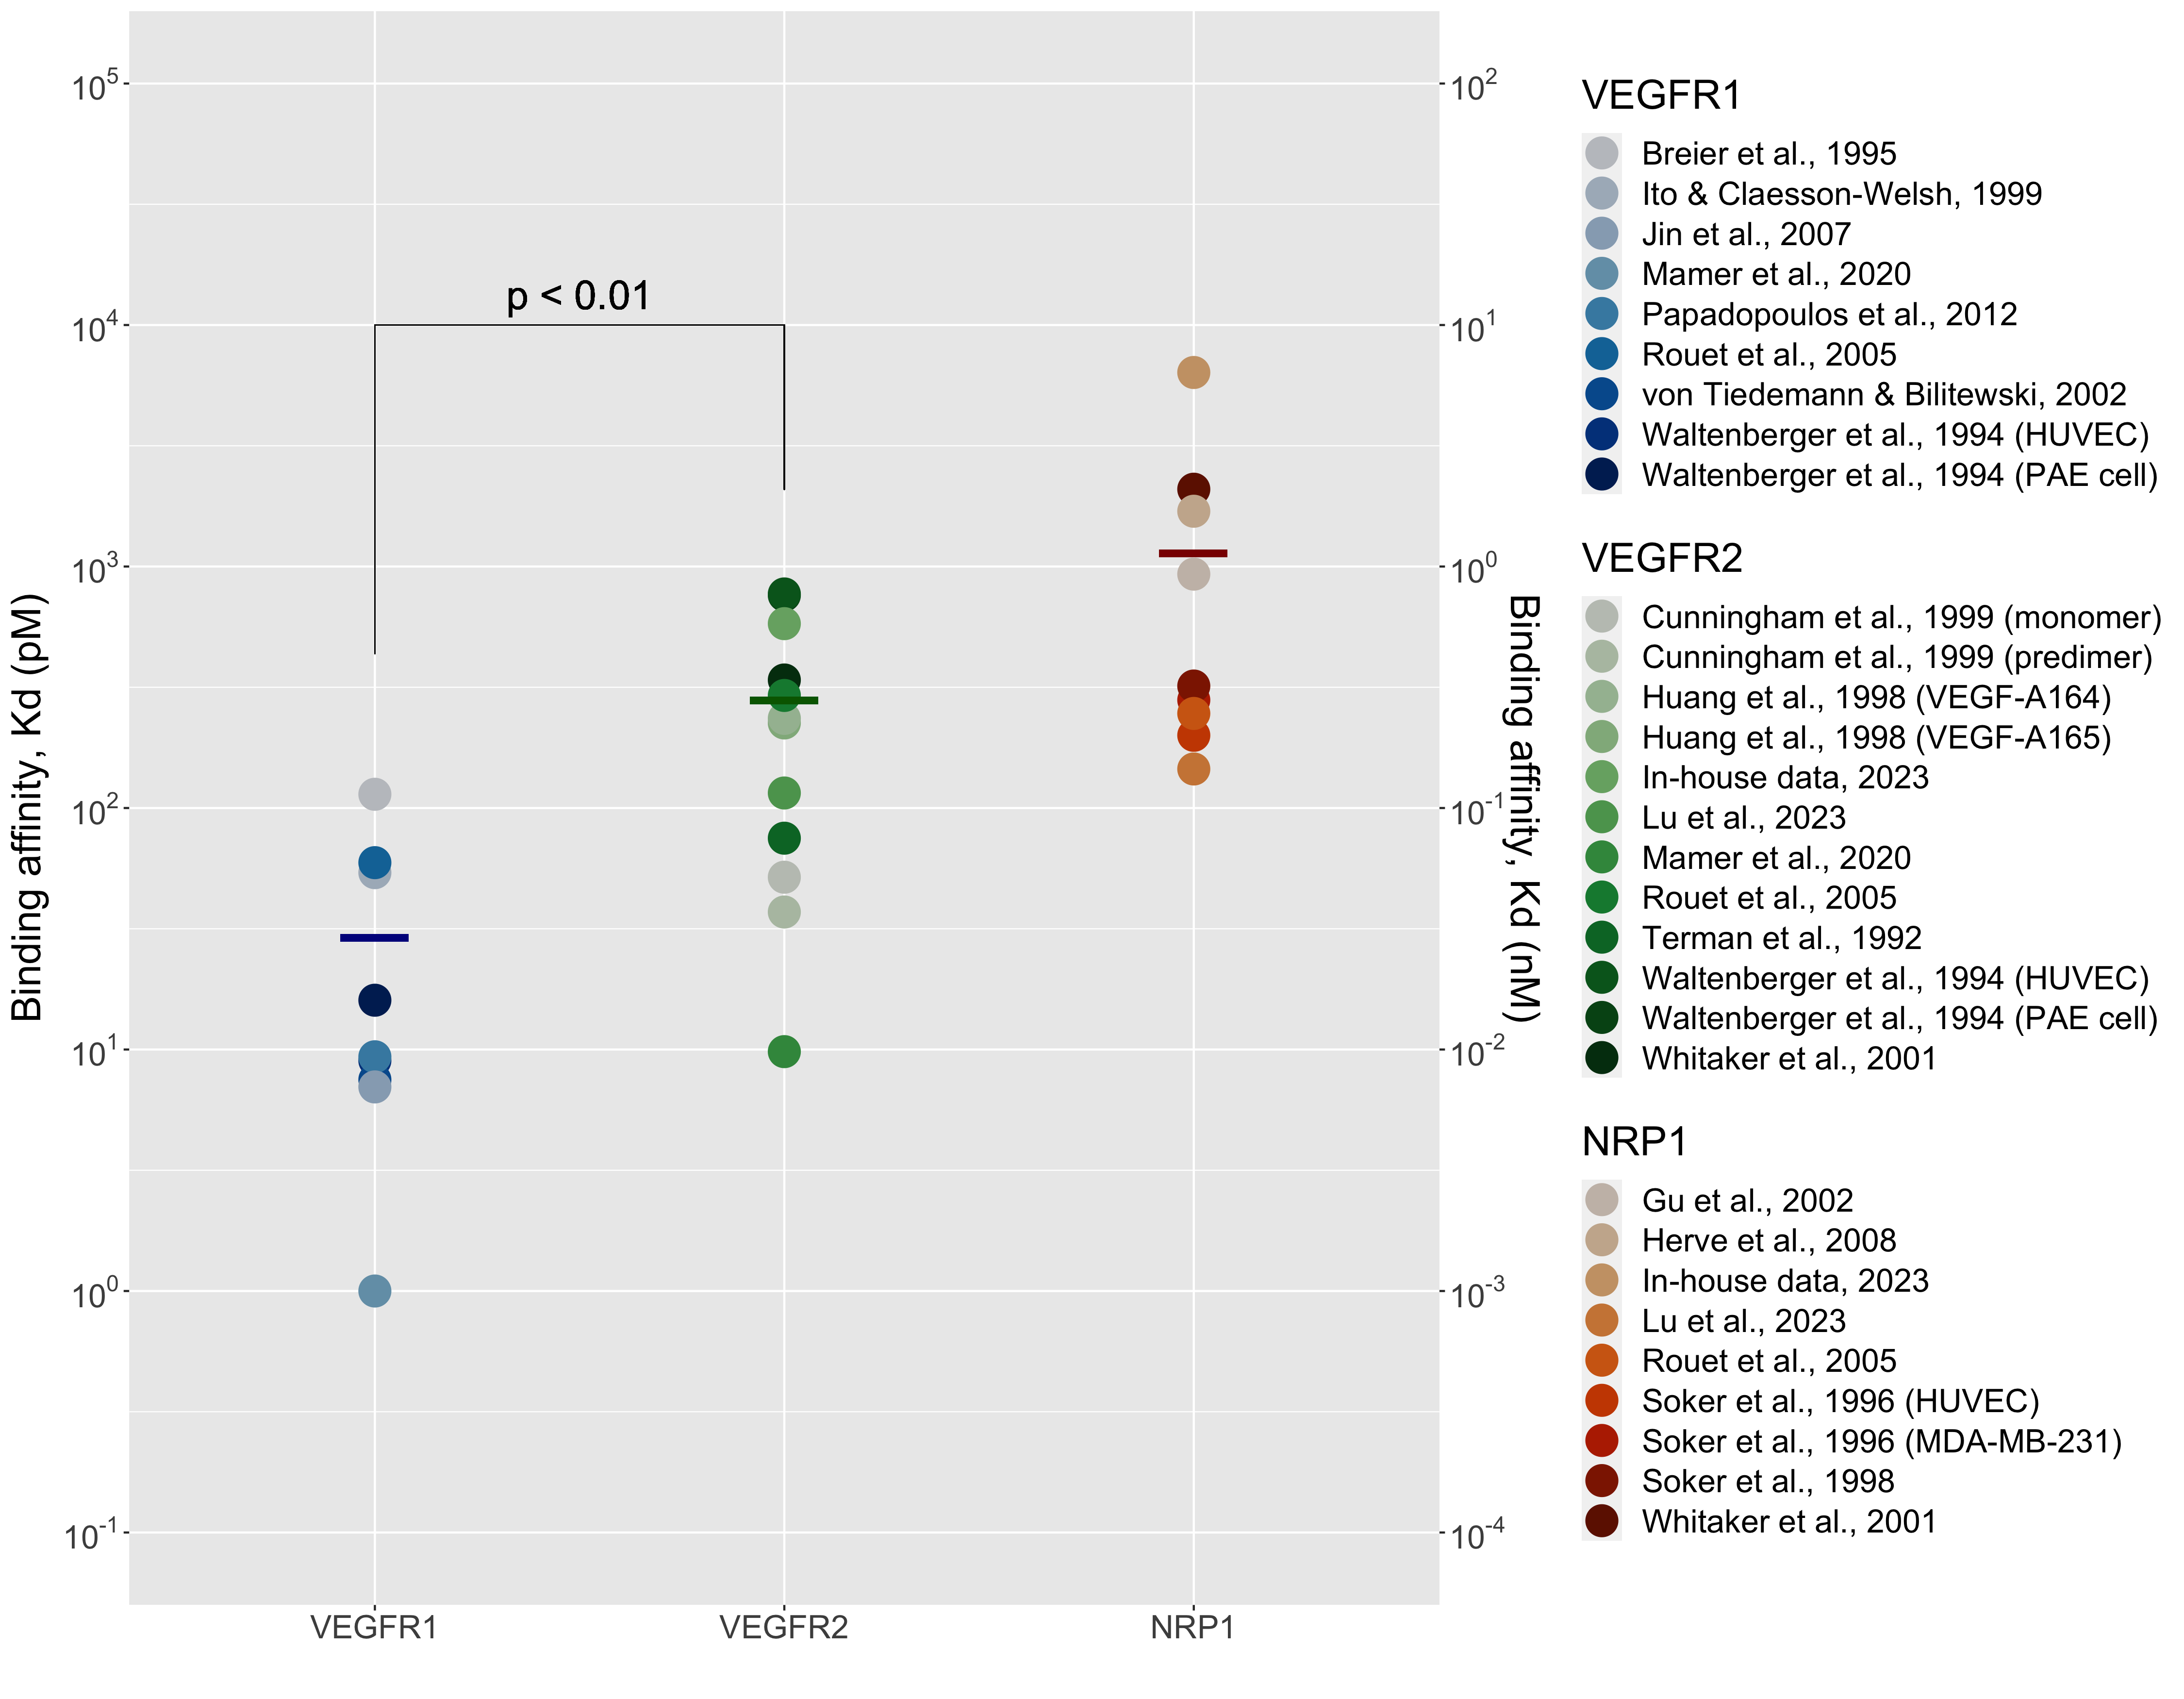 Binding affinity, Kd (pM)
10^5
10^4
10^3
10^2
10^1
10^0
10^-1
p < 0.01
VEGFR1
VEGFR2
NRP1
10^2
10^1
10^0
10^-1
10^-2
10^-3
10^-4
Binding affinity, Kd (nM)
VEGFR1
Breier et al., 1995
Ito & Claesson-Welsh, 1999
Jin et al., 2007
Mamer et al., 2020
Papadopoulos et al., 2012
Rouet et al., 2005
von Tiedemann & Bilitewski, 2002
Waltenberger et al., 1994 (HUVEC)
Waltenberger et al., 1994 (PAE cell)
VEGFR2
Cunningham et al., 1999 (monomer)
Cunningham et al., 1999 (predimer)
Huang et al., 1998 (VEGF-A164)
Huang et al., 1998 (VEGF-A165)
In-house data, 2023
Lu et al., 2023
Mamer et al., 2020
Rouet et al., 2005
Terman et al., 1992
Waltenberger et al., 1994 (HUVEC)
Waltenberger et al., 1994 (PAE cell)
Whitaker et al., 2001
NRP1
Gu et al., 2002
Herve et al., 2008
In-house data, 2023
Lu et al., 2023
Rouet et al., 2005
Soker et al., 1996 (HUVEC)
Soker et al., 1996 (MDA-MB-231)
Soker et al., 1998
Whitaker et al., 2001